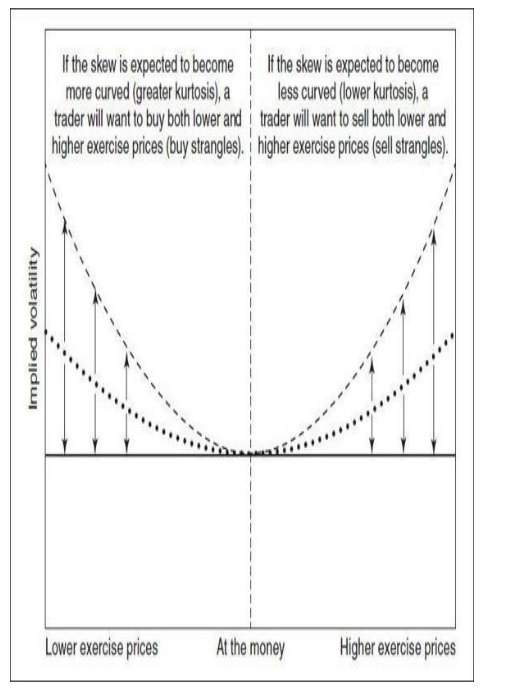 If the skew is expected to become
more curved (greater kurtosis), a
trader will want to buy both lower and
higher exercise prices (buy strangles).
If the skew is expected to become
less curved (lower kurtosis), a
trader will want to sell both lower and
higher exercise prices (sell strangles).
Implied volatility
Lower exercise prices
At the money
Higher exercise prices